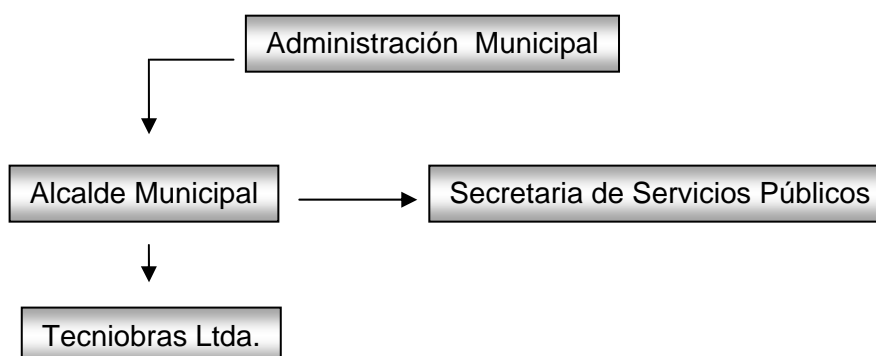 Administración Municipal
Alcalde Municipal
Secretaria de Servicios Públicos
Tecniobras Ltda.